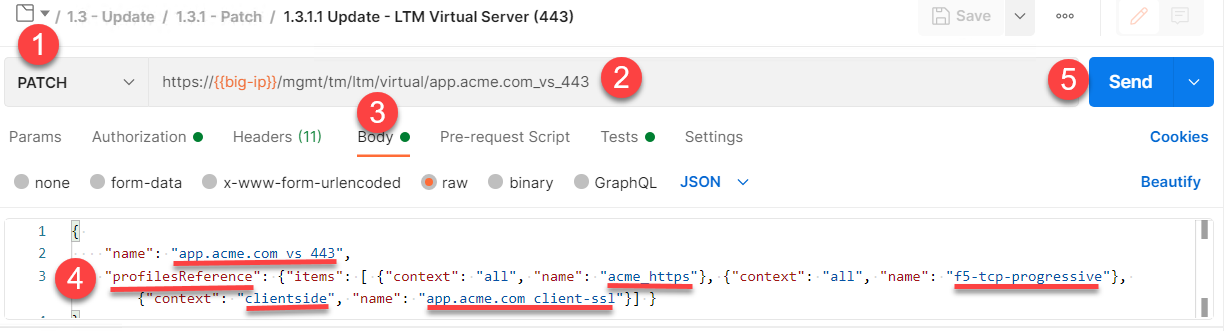 / 1.3 - Update / 1.3.1 - Patch / 1.3.1.1 Update - LTM Virtual Server (443) Save
1
PATCH https://{{big-ip}}/mgmt/tm/ltm/virtual/app.acme.com_vs_443 2 5 Send
3
Params Authorization Headers (11) Body Pre-request Script Tests Settings Cookies
none form-data x-www-form-urlencoded raw binary GraphQL JSON Beautify
1 {
2 "name": "app.acme.com_vs_443",
4
3 "profilesReference": {"items": [ {"context": "all", "name": "acme_https"}, {"context": "all", "name": "f5-tcp-progressive"},
{"context": "clientside", "name": "app.acme.com_client-ssl"}] }